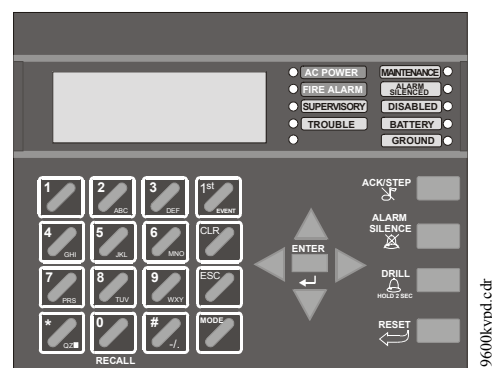 AC POWER MAINTENANCE
FIRE ALARM ALARM SILENCED
SUPERVISORY DISABLED
TROUBLE BATTERY
GROUND
1 2 ABC 3 DEF 1st EVENT
4 GHI 5 JKL 6 MNO CLR
7 PRS 8 TUV 9 WXY ESC
* QZ 0 # -/. MODE
RECALL
ENTER
ACK/STEP
ALARM
SILENCE
DRILL
HOLD 2 SEC
RESET
9600kypd.cdr